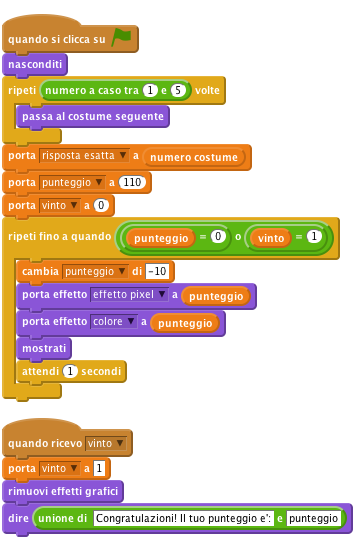 quando si clicca su
nasconditi
ripeti numero a caso tra 1 e 5 volte
passa al costume seguente
porta risposta esatta a numero costume
porta punteggio a 110
porta vinto a 0
ripeti fino a quando punteggio = 0 o vinto = 1
cambia punteggio di -10
porta effetto effetto pixel a punteggio
porta effetto colore a punteggio
mostrati
attendi 1 secondi
quando ricevo vinto
porta vinto a 1
rimuovi effetti grafici
dire unione di Congratulazioni! Il tuo punteggio e': e punteggio